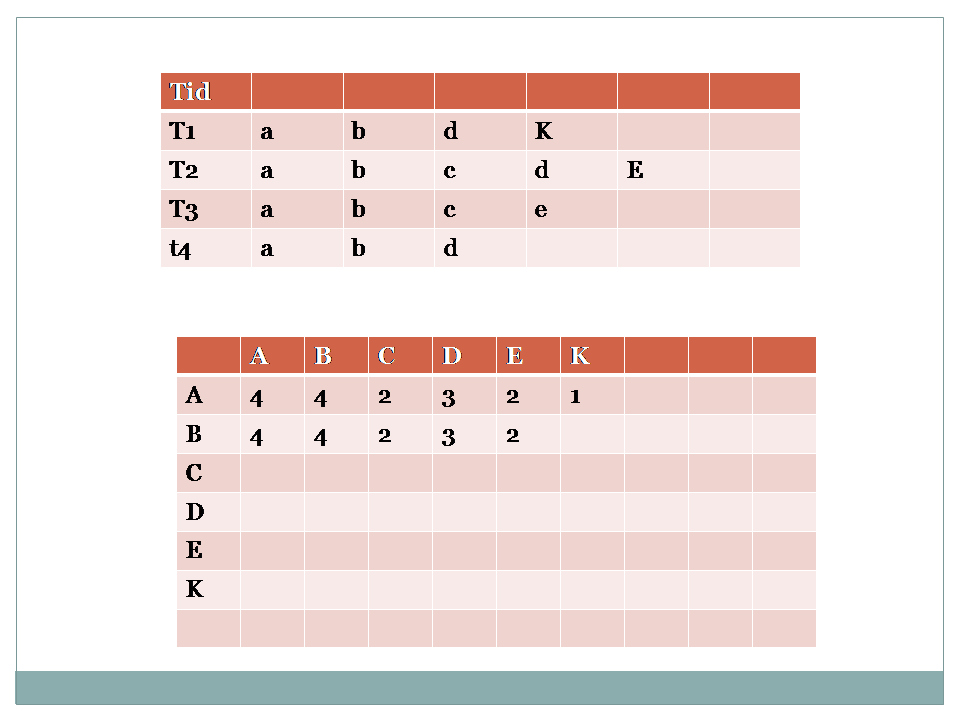 Tid
T1 a b d K
T2 a b c d E
T3 a b c e
t4 a b d
A B C D E K
A 4 4 2 3 2 1
B 4 4 2 3 2
C
D
E
K